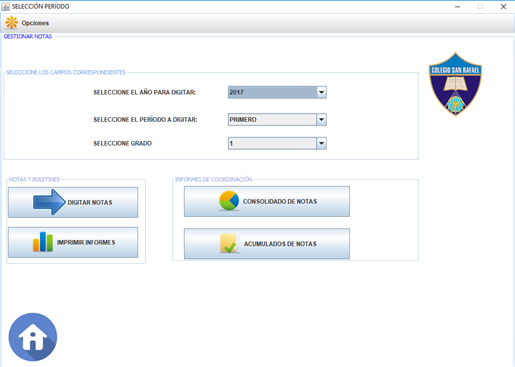 SELECCIÓN PERÍODO
Opciones
GESTIONAR NOTAS
SELECCIONE LOS CAMPOS CORRESPONDIENTES
SELECCIONE EL AÑO PARA DIGITAR:
2017
SELECCIONE EL PERÍODO A DIGITAR:
PRIMERO
SELECCIONE GRADO
1
COLEGIO SAN RAFAEL
NOTAS Y BOLETINES
DIGITAR NOTAS
IMPRIMIR INFORMES
INFORMES DE COORDINACIÓN
CONSOLIDADO DE NOTAS
ACUMULADOS DE NOTAS